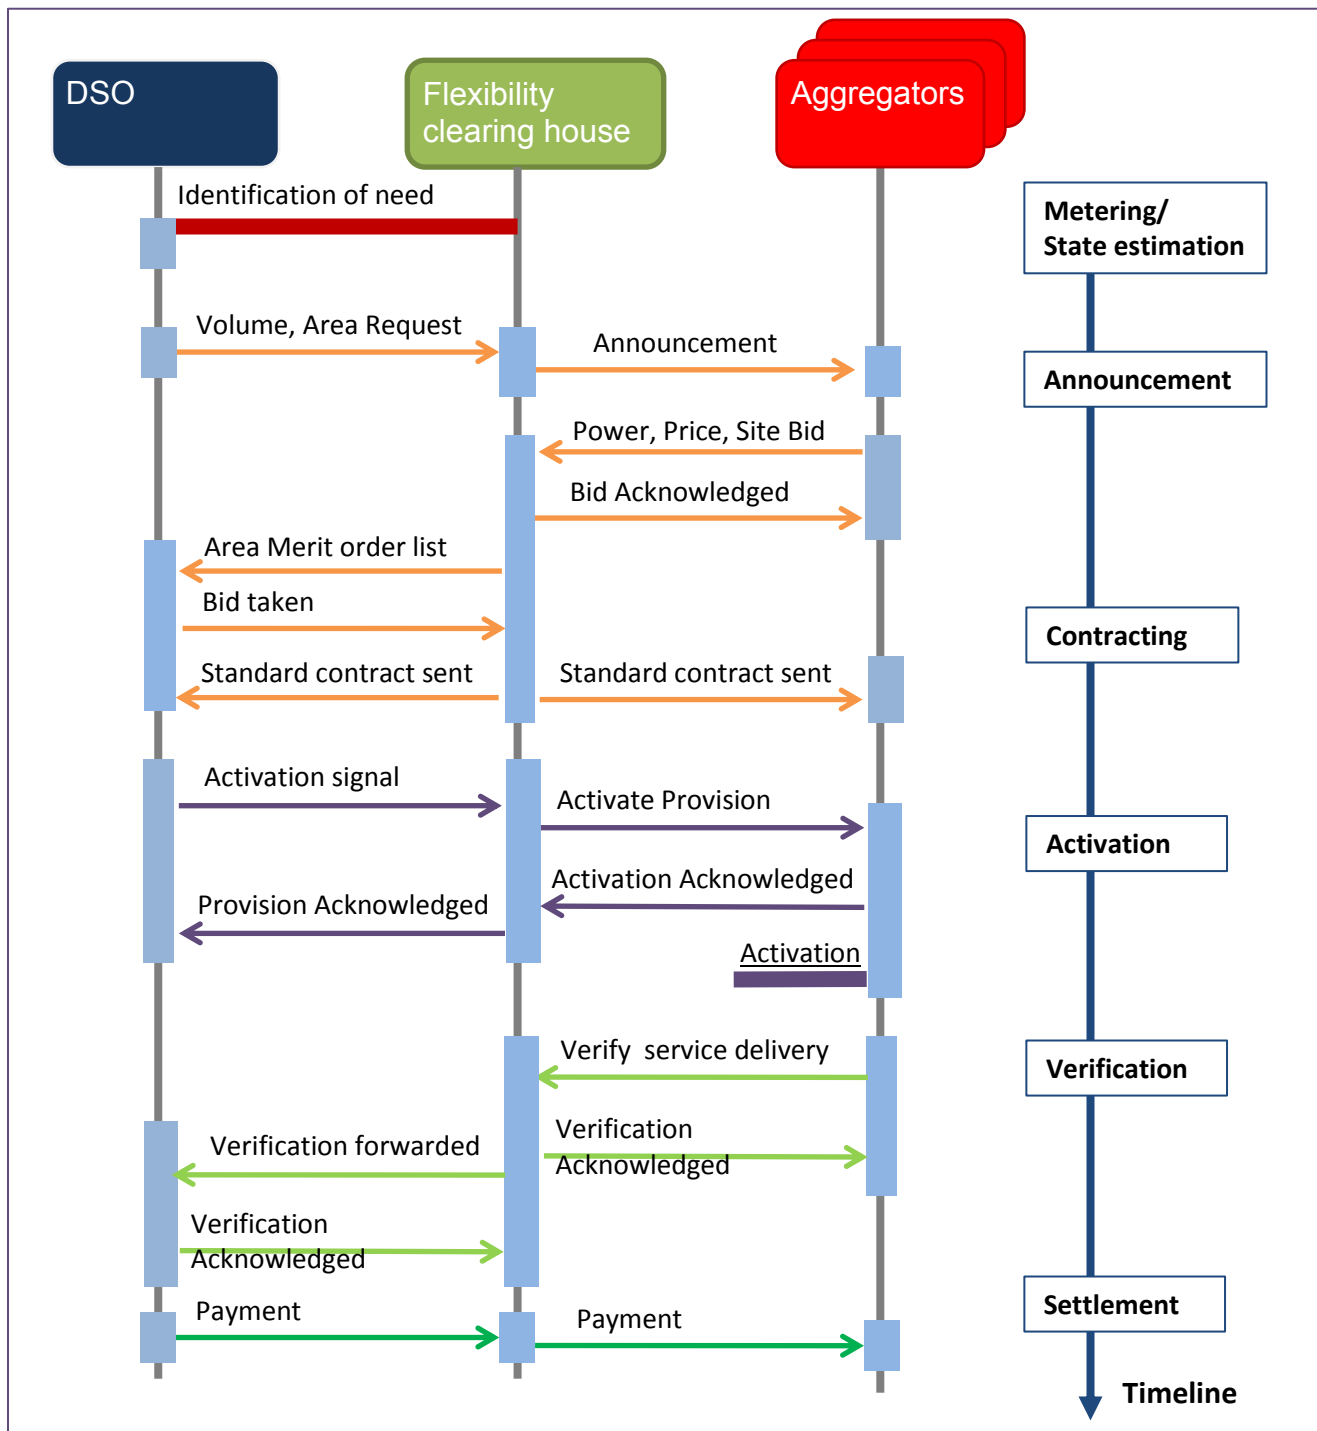 DSO
Flexibility
clearing house
Aggregators
Identification of need
Metering/
State estimation
Volume, Area Request
Announcement
Announcement
Power, Price, Site Bid
Bid Acknowledged
Area Merit order list
Bid taken
Contracting
Standard contract sent
Standard contract sent
Activation signal
Activate Provision
Activation
Activation Acknowledged
Provision Acknowledged
Activation
Verify  service delivery
Verification
Verification
Acknowledged
Verification forwarded
Verification
Acknowledged
Settlement
Payment
Payment
Timeline